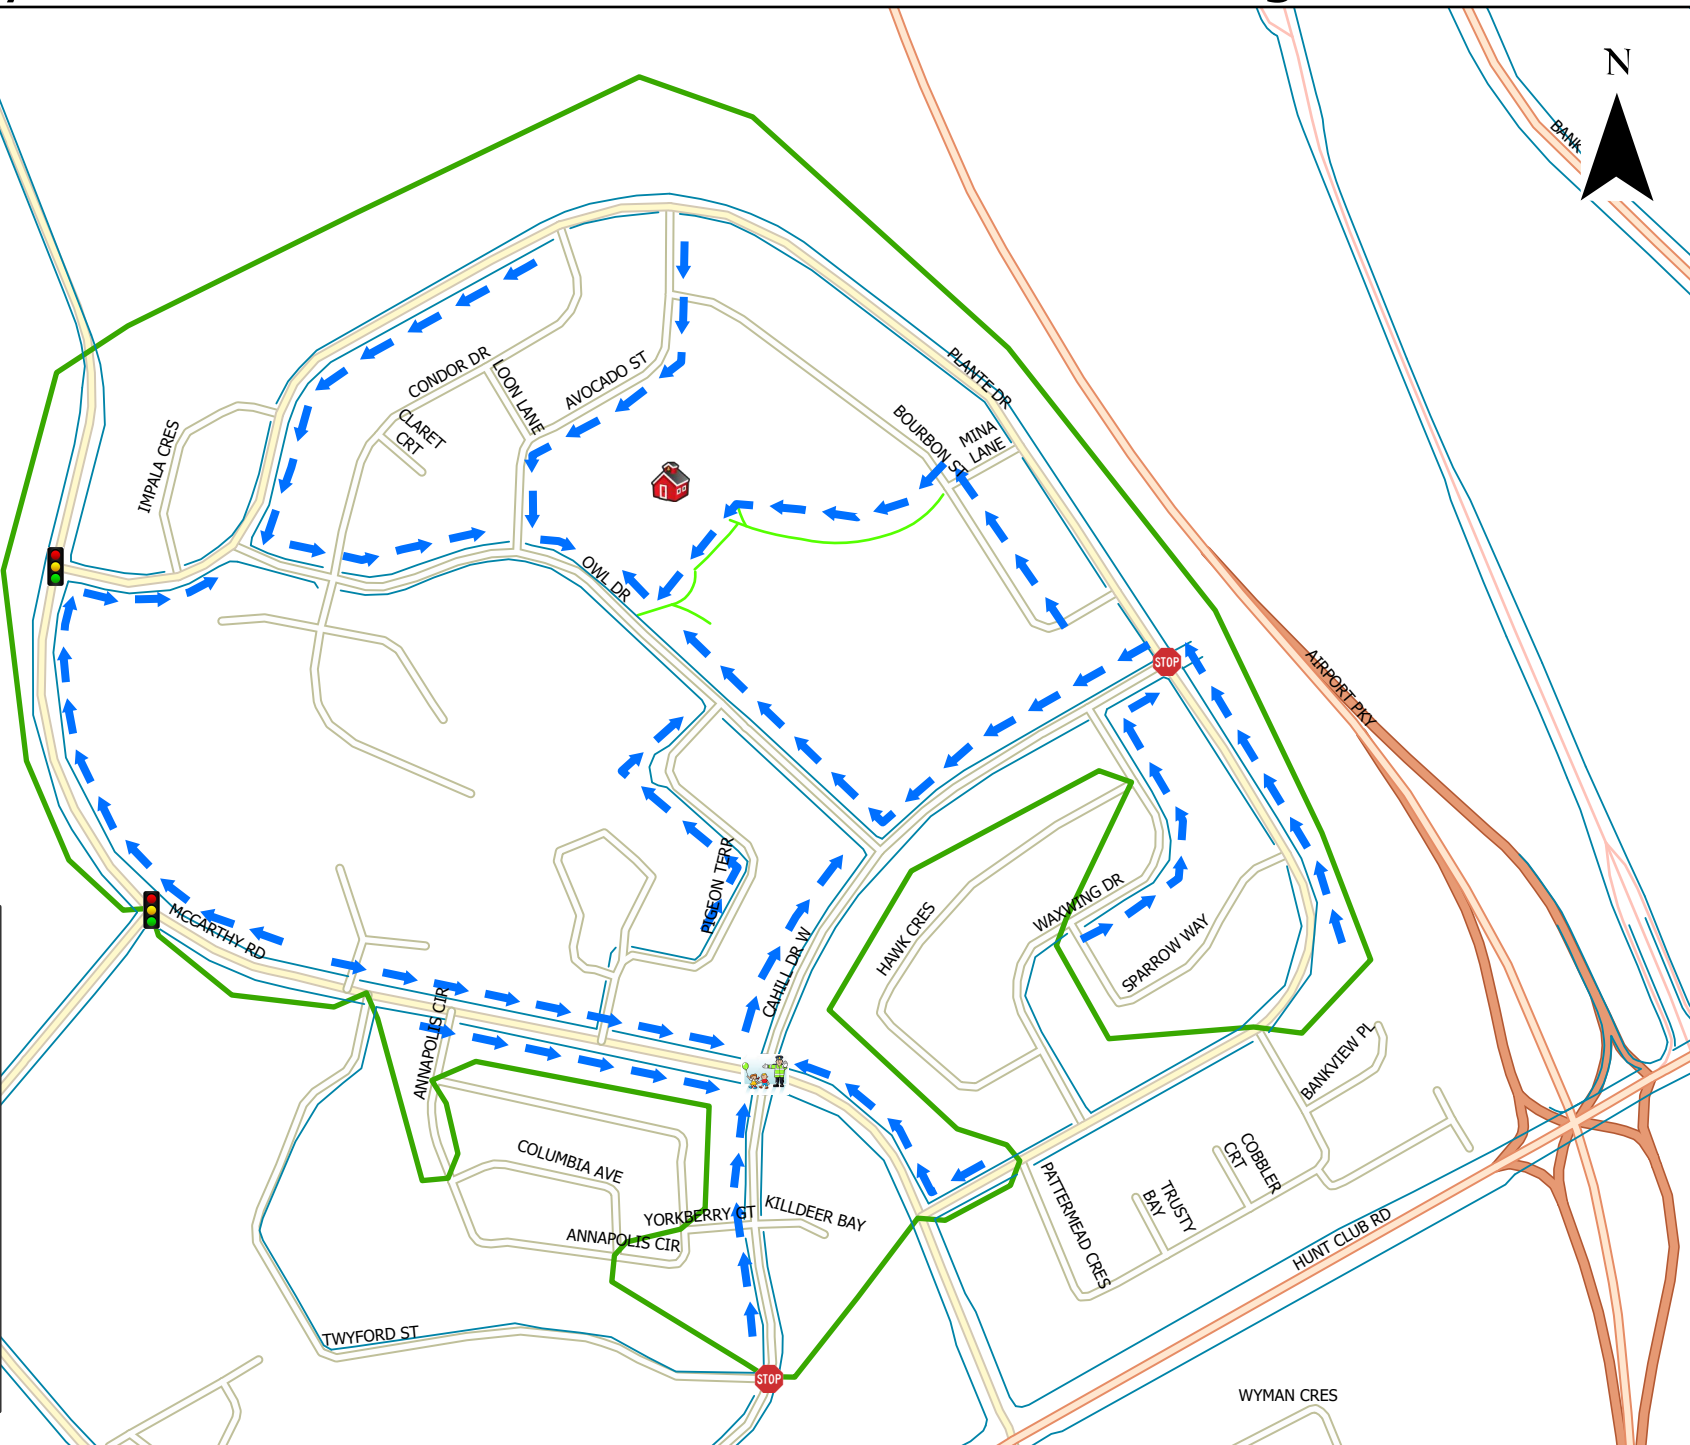 N
BANK
PLANTE DR
CONDOR DR
LOON LANE
AVOCADO ST
CLARET
CRT
BOURBON ST
MINA
LANE
IMPALA CRES
OWL DR
STOP
AIRPORT PKY
PIGEON TERR
WAXWING DR
HAWK CRES
SPARROW WAY
MCCARTHY RD
CAHILL DR W
ANNAPOLIS CIR
BANKVIEW PL
COLUMBIA AVE
COBBLER
CRT
PATTERMEAD CRES
TRUSTY
BAY
YORKBERRY GT
KILLDEER BAY
ANNAPOLIS CIR
HUNT CLUB RD
TWYFORD ST
STOP
WYMAN CRES